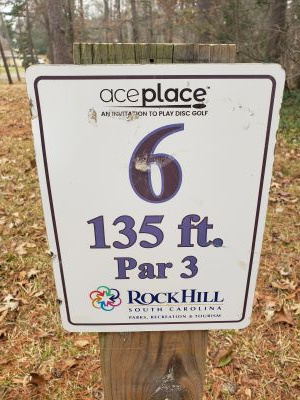 aceplace
AN INVITATION TO PLAY DISC GOLF
6
135 ft.
Par 3
ROCK HILL
SOUTH CAROLINA
PARKS, RECREATION & TOURISM